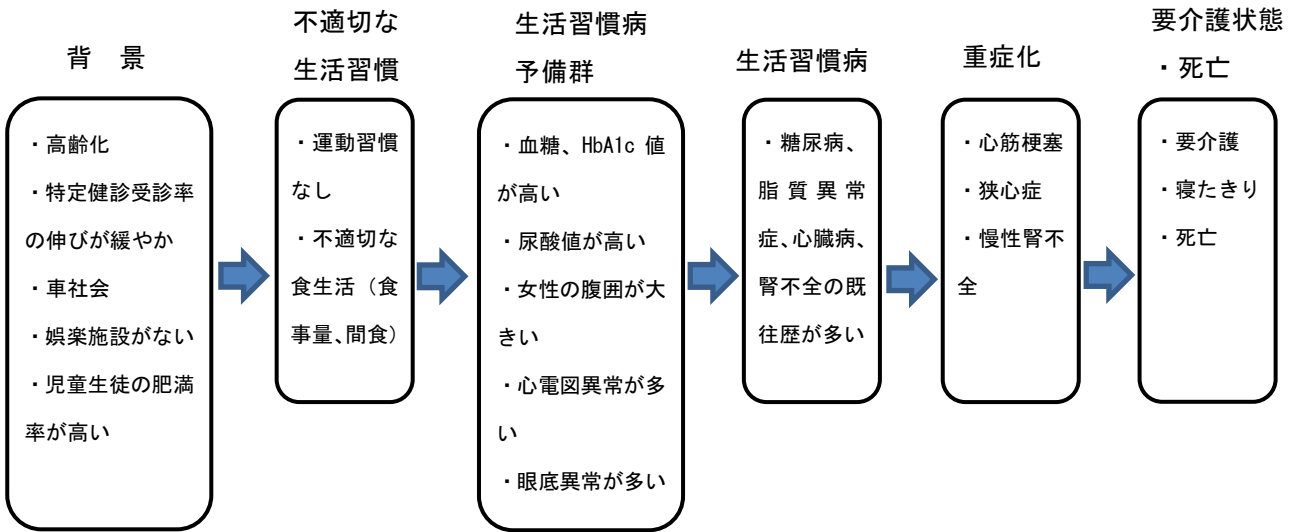 背　景
・高齢化
・特定健診受診率
の伸びが緩やか
・車社会
・娯楽施設がない
・児童生徒の肥満
率が高い
不適切な
生活習慣
・運動習慣
なし
・不適切な
食生活（食
事量、間食）
生活習慣病
予備群
・血糖、HbA1c 値
が高い
・尿酸値が高い
・女性の腹囲が大
きい
・心電図異常が多
い
・眼底異常が多い
生活習慣病
・糖尿病、
脂質異常
症、心臓病、
腎不全の既
往歴が多い
重症化
・心筋梗塞
・狭心症
・慢性腎不
全
要介護状態
・死亡
・要介護
・寝たきり
・死亡